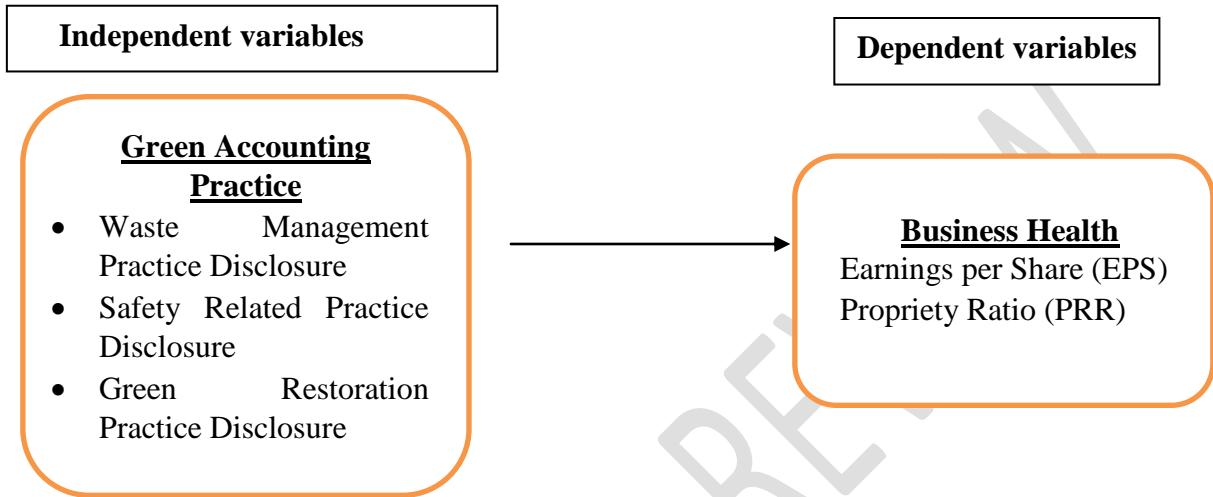 Independent variables
Dependent variables
Green Accounting
Practice
• Waste Management
Practice Disclosure
• Safety Related Practice
Disclosure
• Green Restoration
Practice Disclosure
Business Health
Earnings per Share (EPS)
Propriety Ratio (PRR)